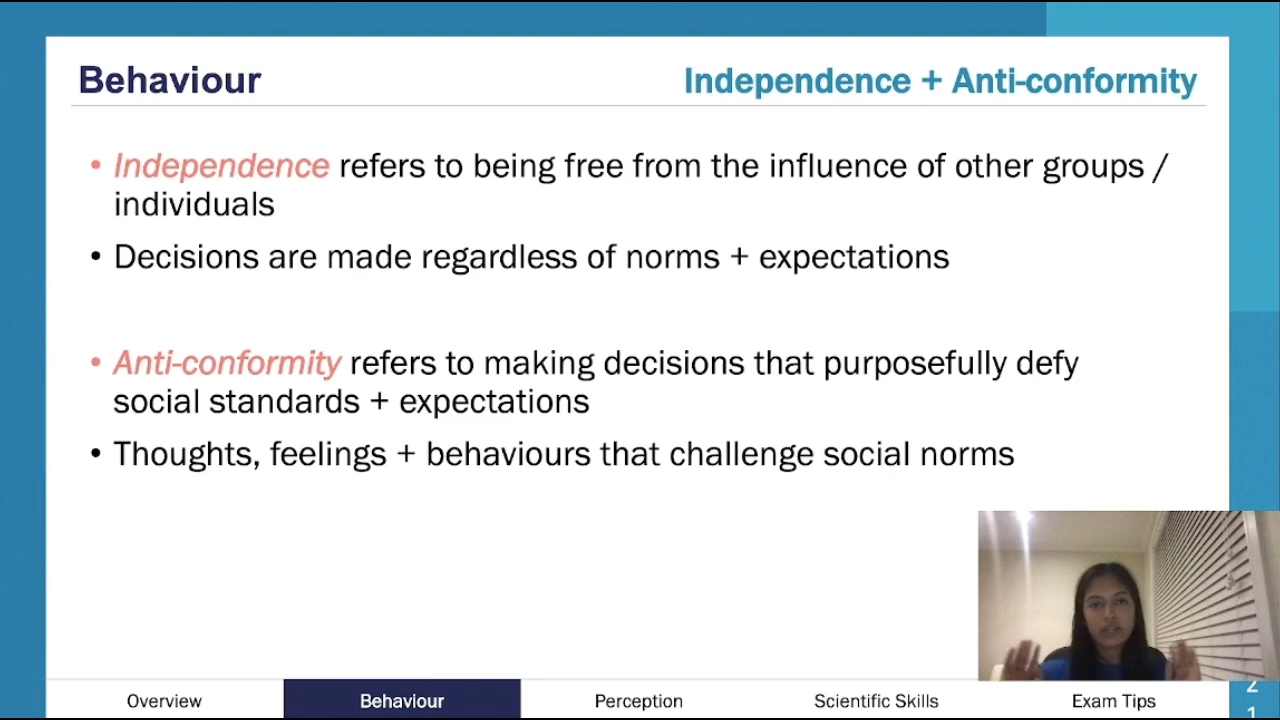 Behaviour
Independence + Anti-conformity
• Independence refers to being free from the influence of other groups /
individuals
• Decisions are made regardless of norms + expectations
• Anti-conformity refers to making decisions that purposefully defy
social standards + expectations
• Thoughts, feelings + behaviours that challenge social norms
Overview
Behaviour
Perception
Scientific Skills
Exam Tips
2
1